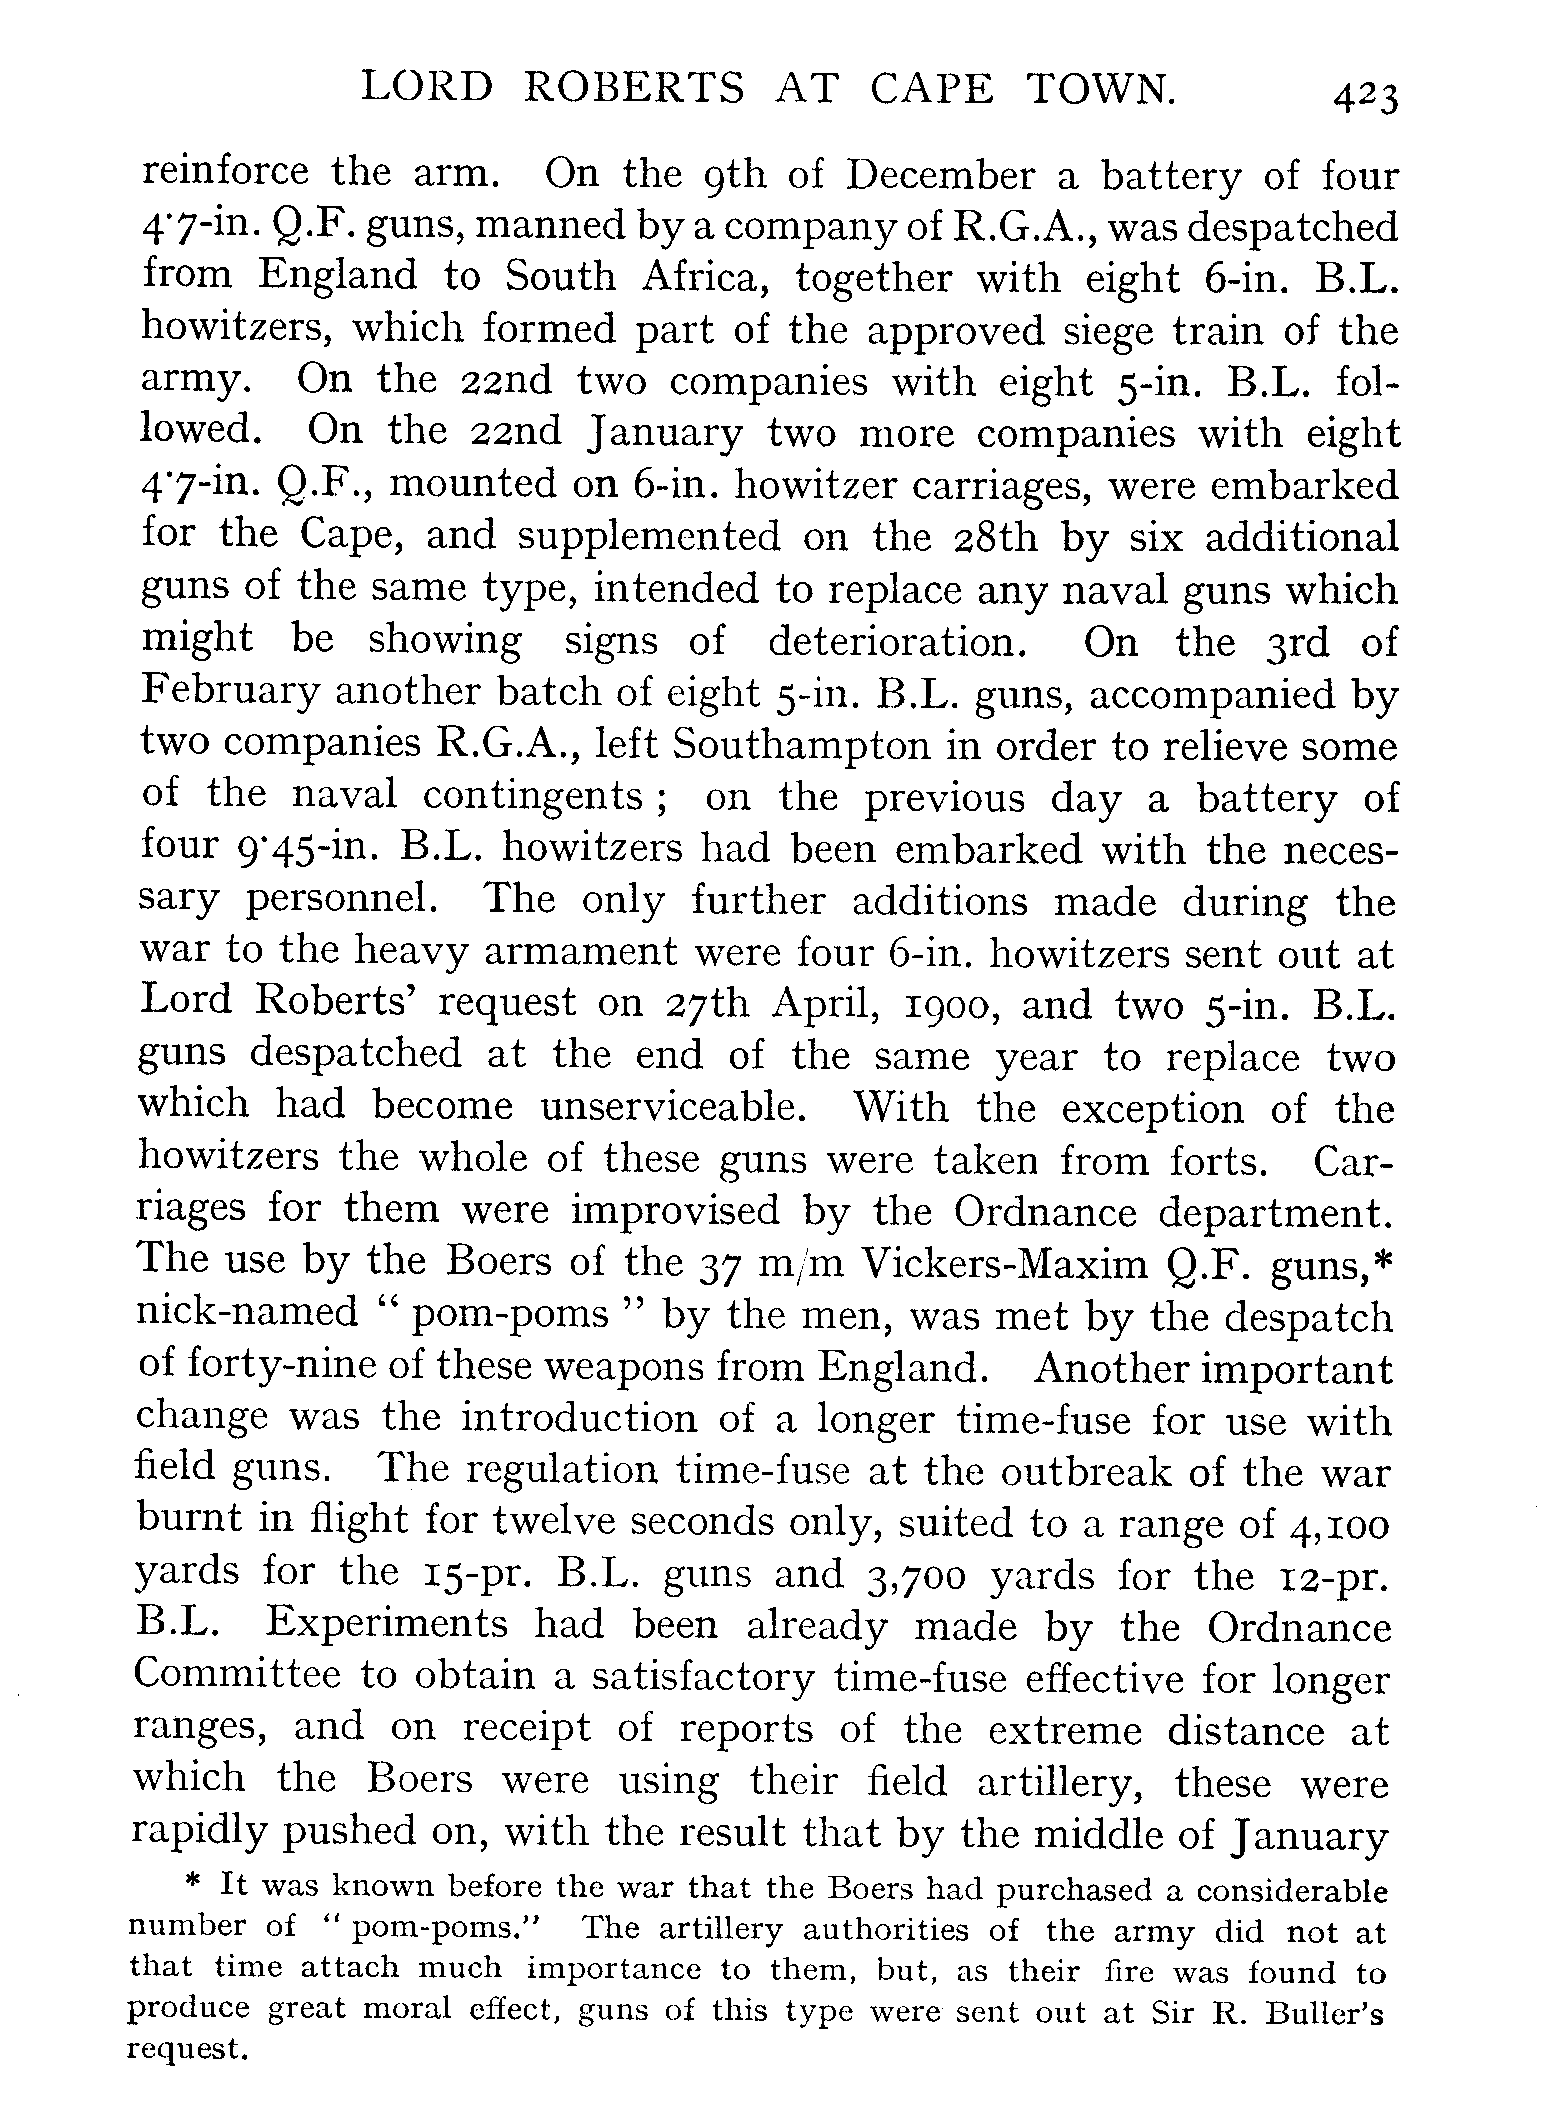 LORD ROBERTS AT CAPE TOWN. 423
reinforce the arm. On the 9th of December a battery of four
4·7-in. Q.F. guns, manned by a company of R.G.A., was despatched
from England to South Africa, together with eight 6-in. B.L.
howitzers, which formed part of the approved siege train of the
army. On the 22nd two companies with eight 5-in. B.L. fol-
lowed. On the 22nd January two more companies with eight
4·7-in. Q.F., mounted on 6-in. howitzer carriages, were embarked
for the Cape, and supplemented on the 28th by six additional
guns of the same type, intended to replace any naval guns which
might be showing signs of deterioration. On the 3rd of
February another batch of eight 5-in. B.L. guns, accompanied by
two companies R.G.A., left Southampton in order to relieve some
of the naval contingents ; on the previous day a battery of
four 9·45-in. B.L. howitzers had been embarked with the neces-
sary personnel. The only further additions made during the
war to the heavy armament were four 6-in. howitzers sent out at
Lord Roberts’ request on 27th April, 1900, and two 5-in. B.L.
guns despatched at the end of the same year to replace two
which had become unserviceable. With the exception of the
howitzers the whole of these guns were taken from forts. Car-
riages for them were improvised by the Ordnance department.
The use by the Boers of the 37 m/m Vickers-Maxim Q.F. guns,*
nick-named “ pom-poms ” by the men, was met by the despatch
of forty-nine of these weapons from England. Another important
change was the introduction of a longer time-fuse for use with
field guns. The regulation time-fuse at the outbreak of the war
burnt in flight for twelve seconds only, suited to a range of 4,100
yards for the 15-pr. B.L. guns and 3,700 yards for the 12-pr.
B.L. Experiments had been already made by the Ordnance
Committee to obtain a satisfactory time-fuse effective for longer
ranges, and on receipt of reports of the extreme distance at
which the Boers were using their field artillery, these were
rapidly pushed on, with the result that by the middle of January
* It was known before the war that the Boers had purchased a considerable
number of “ pom-poms.” The artillery authorities of the army did not at
that time attach much importance to them, but, as their fire was found to
produce great moral effect, guns of this type were sent out at Sir R. Buller’s
request.